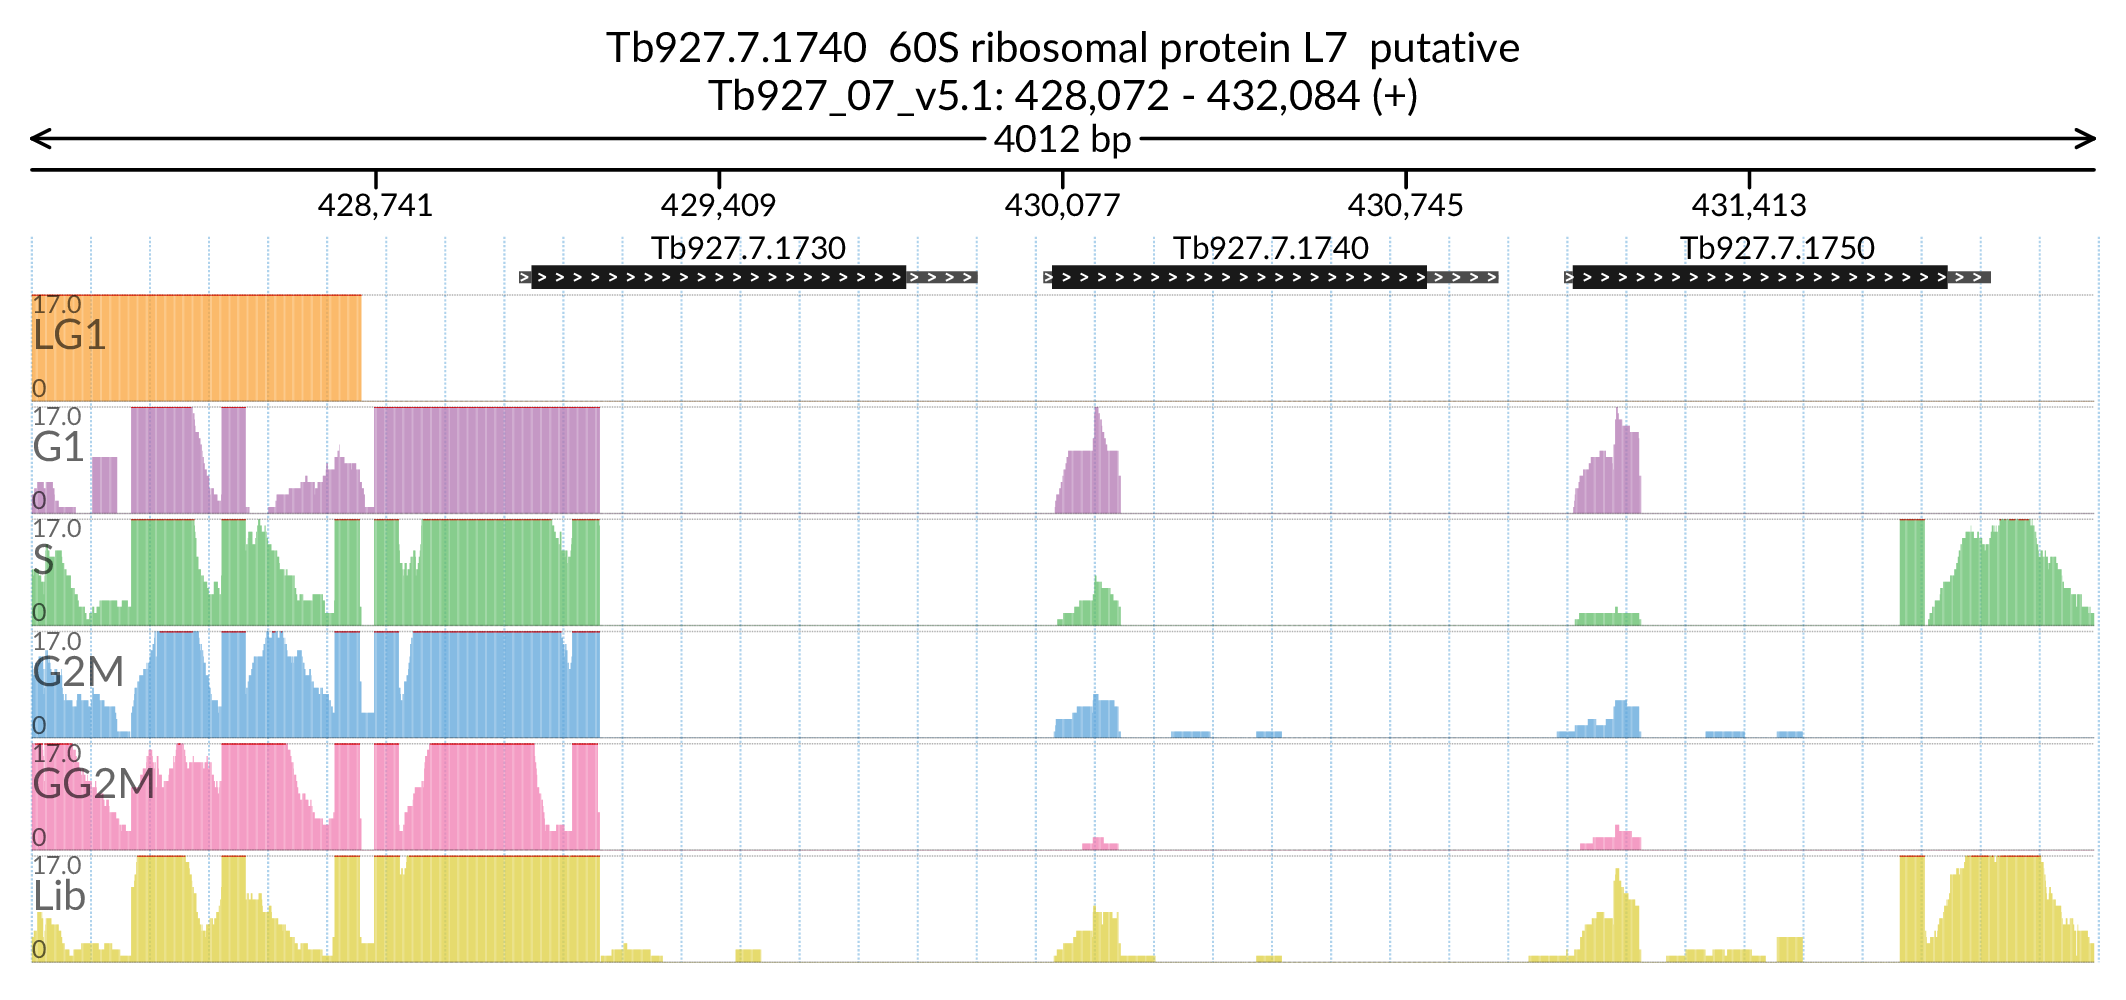 Tb927.7.1740  60S ribosomal protein L7  putative
Tb927_07_v5.1: 428,072 - 432,084 (+)
4012 bp
428,741 429,409 430,077 430,745 431,413
Tb927.7.1730 Tb927.7.1740 Tb927.7.1750
17.0
LG1
0
17.0
G1
0
17.0
S
0
17.0
G2M
0
17.0
GG2M
0
17.0
Lib
0